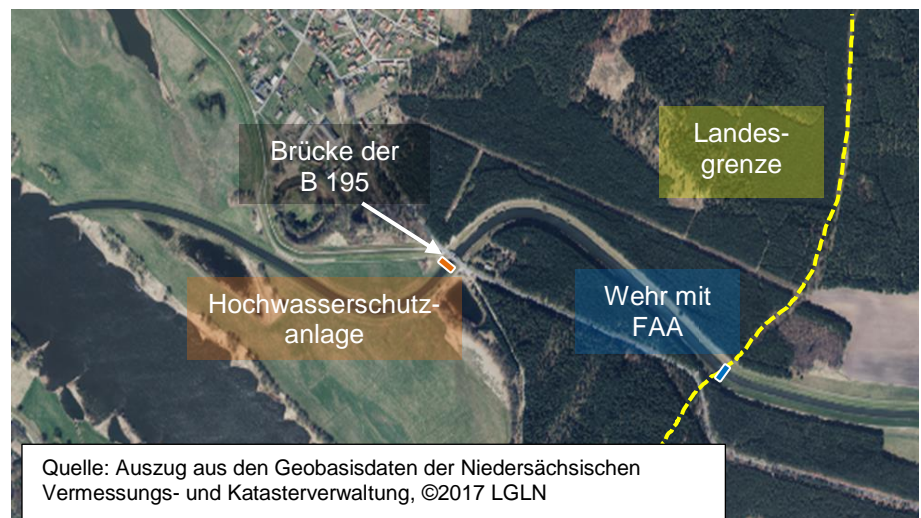 Brücke der
B 195
Landes-
grenze
Hochwasserschutz-
anlage
Wehr mit
FAA
Quelle: Auszug aus den Geobasisdaten der Niedersächsischen
Vermessungs- und Katasterverwaltung, ©2017 LGLN